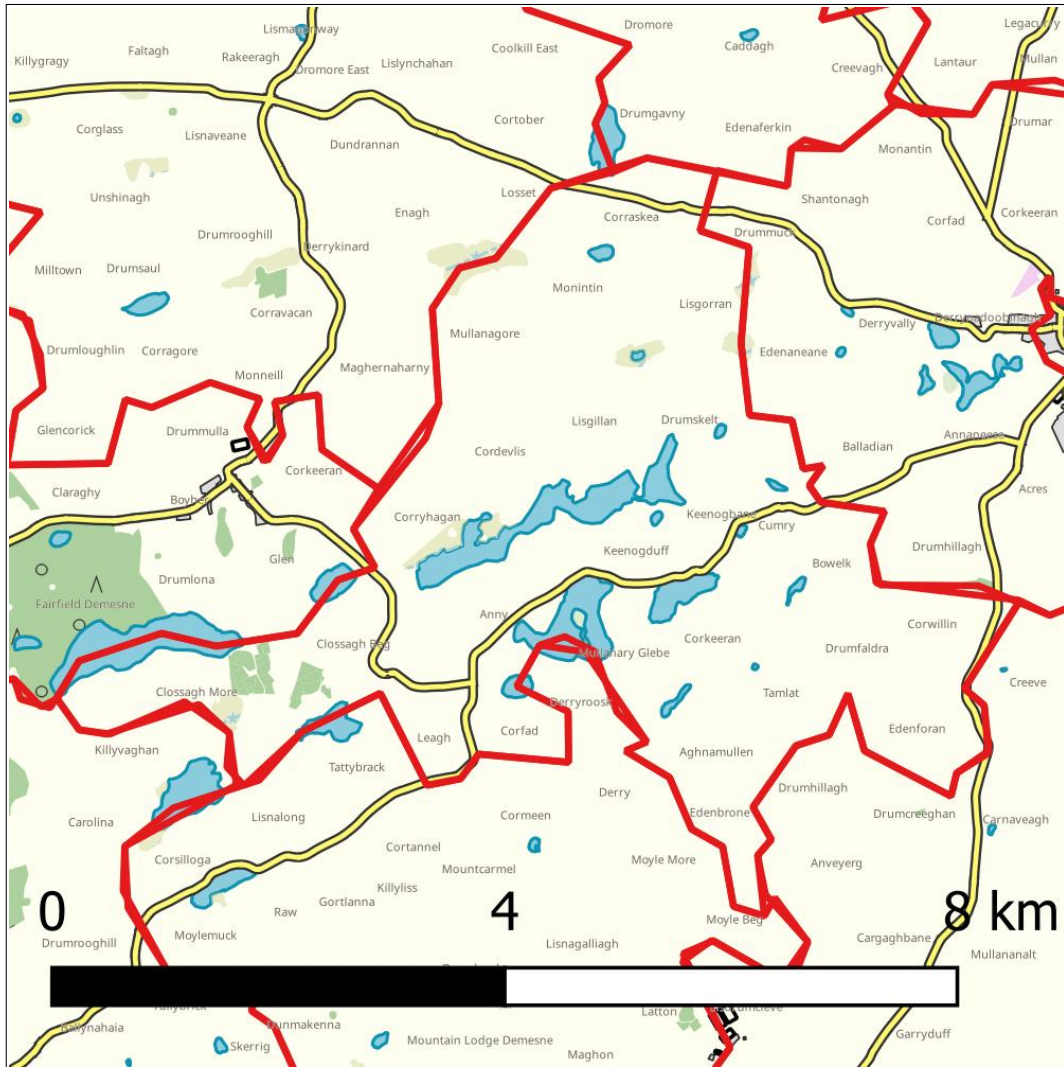 Lismagonway
Dromore
Legacurry
Killygragy
Faltagh
Rakeeragh
Dromore East
Lislynchahan
Coolkill East
Caddagh
Creevagh
Lantaur
Mullan
Corglass
Lisnaveane
Dundrannan
Cortober
Drumgavny
Edenaferkin
Monantin
Drumar
Unshinagh
Enagh
Losset
Corraskea
Shantonagh
Corfad
Corkeeran
Drumrooghill
Derrykinard
Drummuck
Milltown
Drumsaul
Monintin
Lisgorran
Corravacan
Mullanagore
Derryvally
Drumloughlin
Corragore
Maghernaharny
Edenaneane
Monneill
Glencorick
Drummulla
Lisgillan
Drumskelt
Balladian
Annaneese
Corkeeran
Cordevlis
Claraghy
Acres
Corryhagan
Keenogbane
Cumry
Glen
Keenogduff
Drumhillagh
Drumlona
Bowelk
Fairfield Demesne
Anny
Corwillin
Clossagh Beg
Corkeeran
Mullanary Glebe
Drumfaldra
Clossagh More
Derryroosk
Tamlat
Creeve
Killyvaghan
Leagh
Corfad
Edenforan
Tattybrack
Aghnamullen
Derry
Drumhillagh
Carolina
Lisnalong
Cormeen
Edenbrone
Drumcreeghan
Carnaveagh
Corsilloga
Cortannel
Mountcarmel
Moyle More
Anveyerg
Killyliss
Gortlanna
Raw
0 4 8 km
Moyle Beg
Drumrooghill
Moylemuck
Lisnagalliagh
Cargaghbane
Mullananalt
Latton
Ballynahaia
Dunmakenna
Skerrig
Mountain Lodge Demesne
Maghon
Garryduff